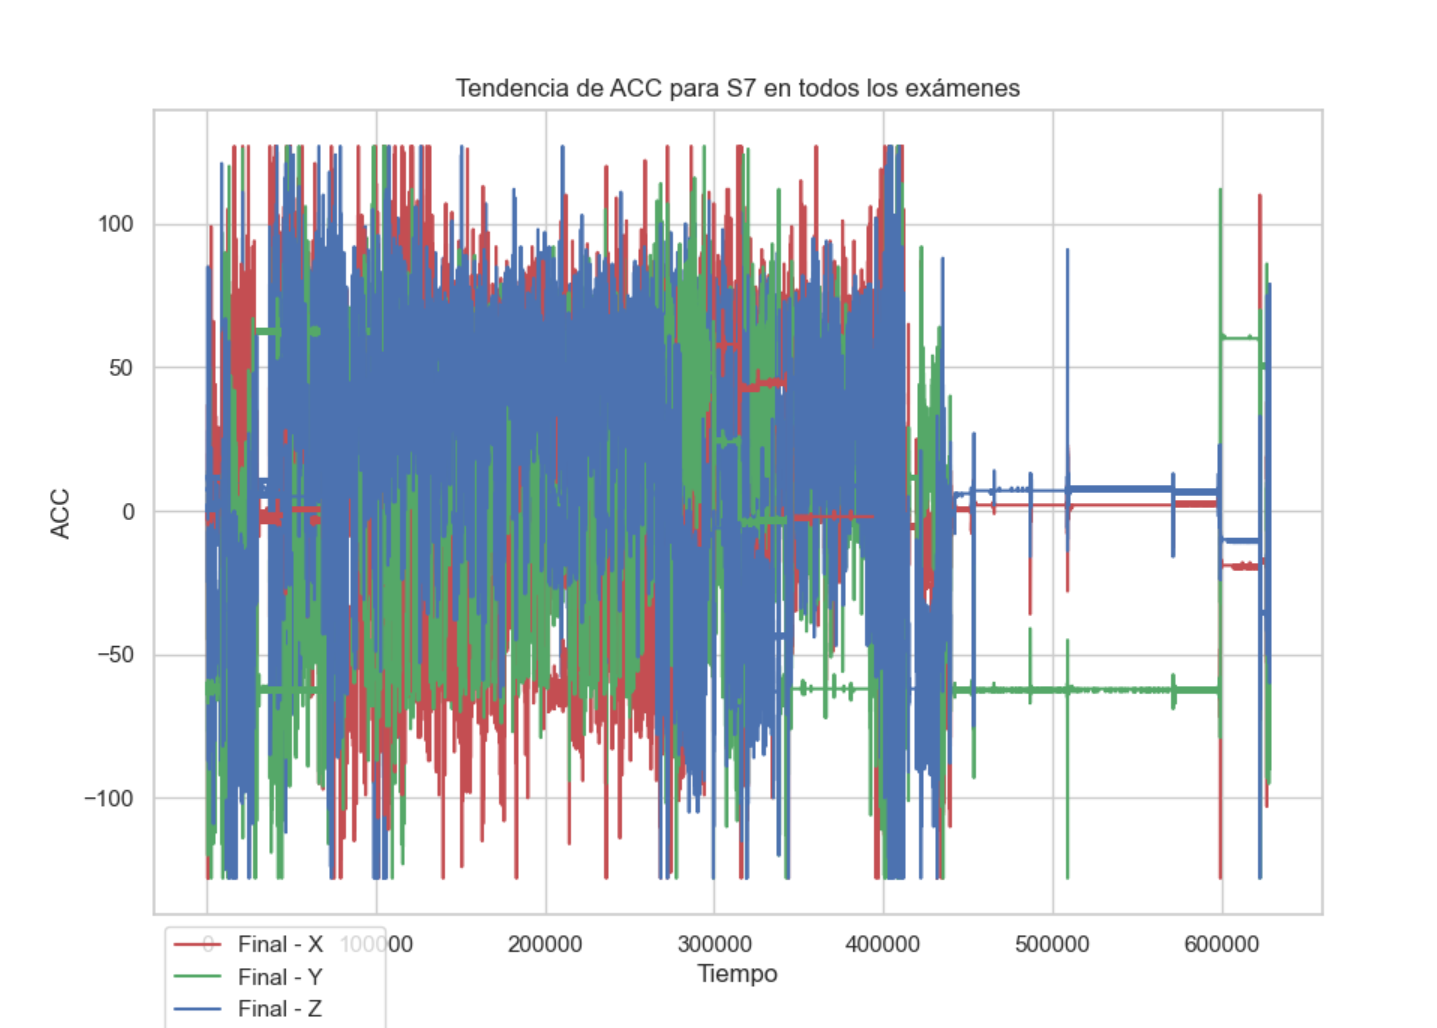 Tendencia de ACC para S7 en todos los exámenes
100
50
0
−50
−100
ACC
0 100000 200000 300000 400000 500000 600000
Tiempo
Final - X
Final - Y
Final - Z